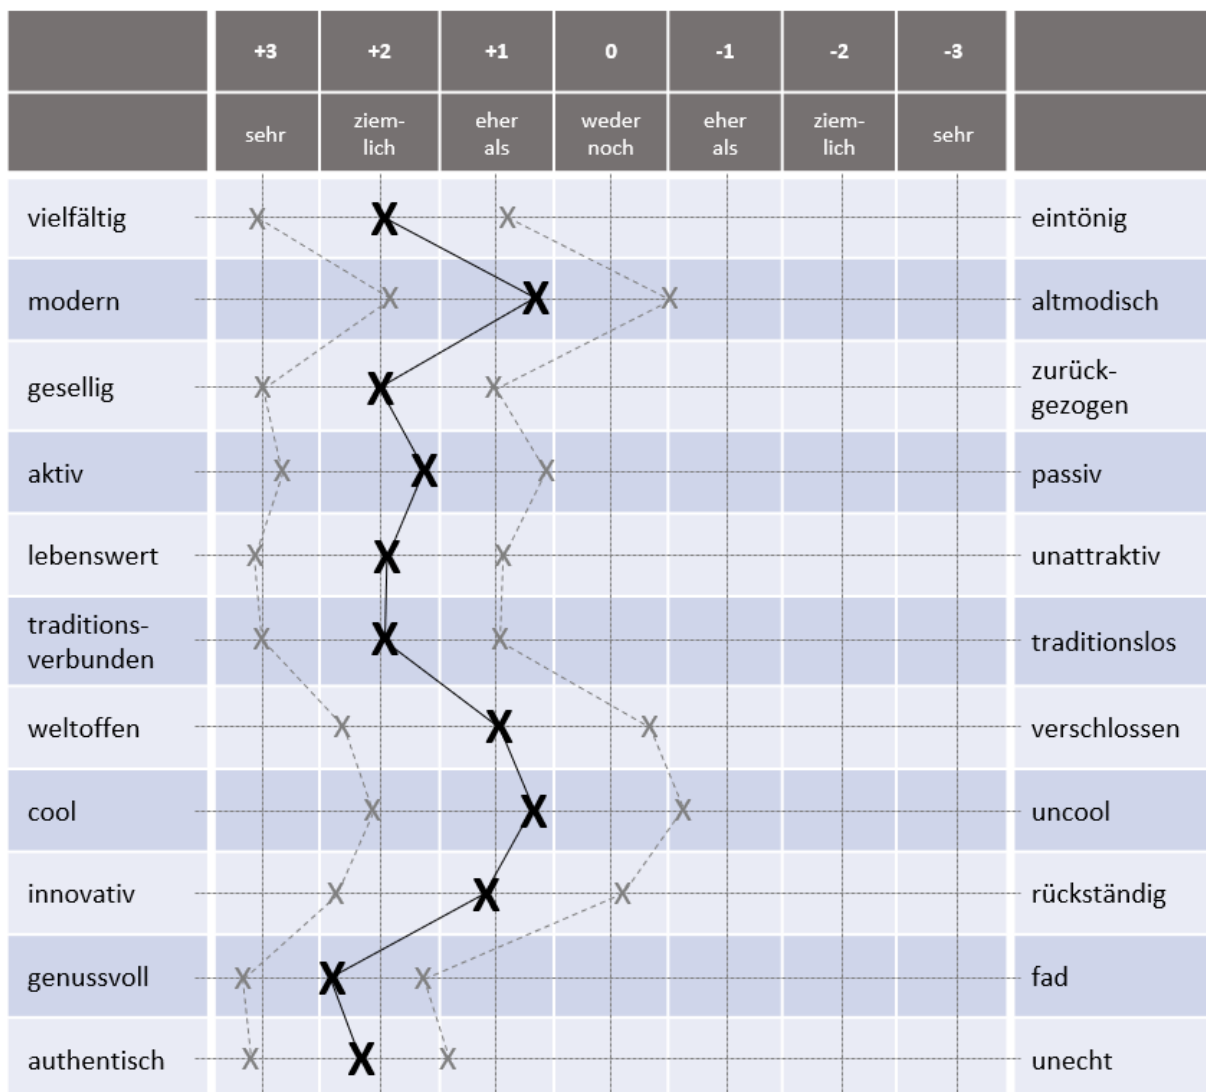 +3 +2 +1 0 -1 -2 -3
sehr ziem- eher weder eher ziem- sehr
lich als noch als lich
vielfältig eintönig
modern altmodisch
gesellig zurück-
gezogen
aktiv passiv
lebenswert unattraktiv
traditions-
verbunden traditionslos
weltoffen verschlossen
cool uncool
innovativ rückständig
genussvoll fad
authentisch unecht